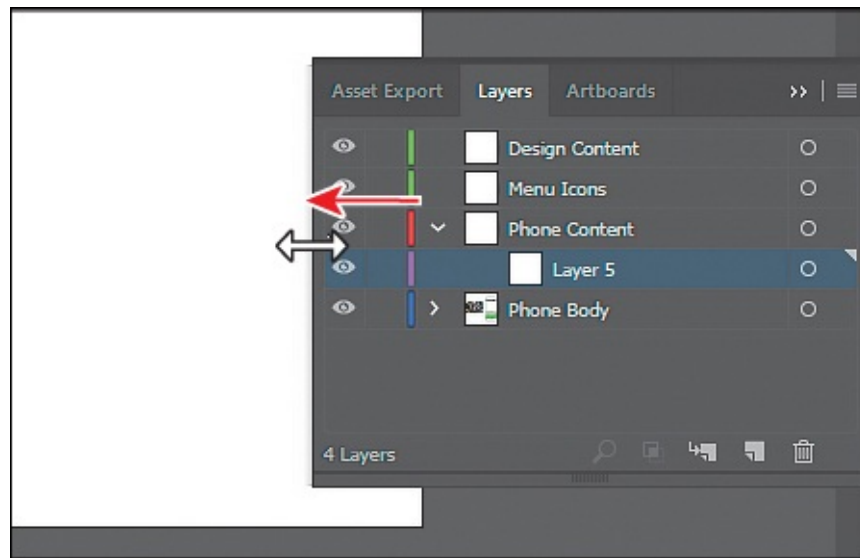 Asset Export Layers Artboards
Design Content
Menu Icons
Phone Content
Layer 5
Phone Body
4 Layers